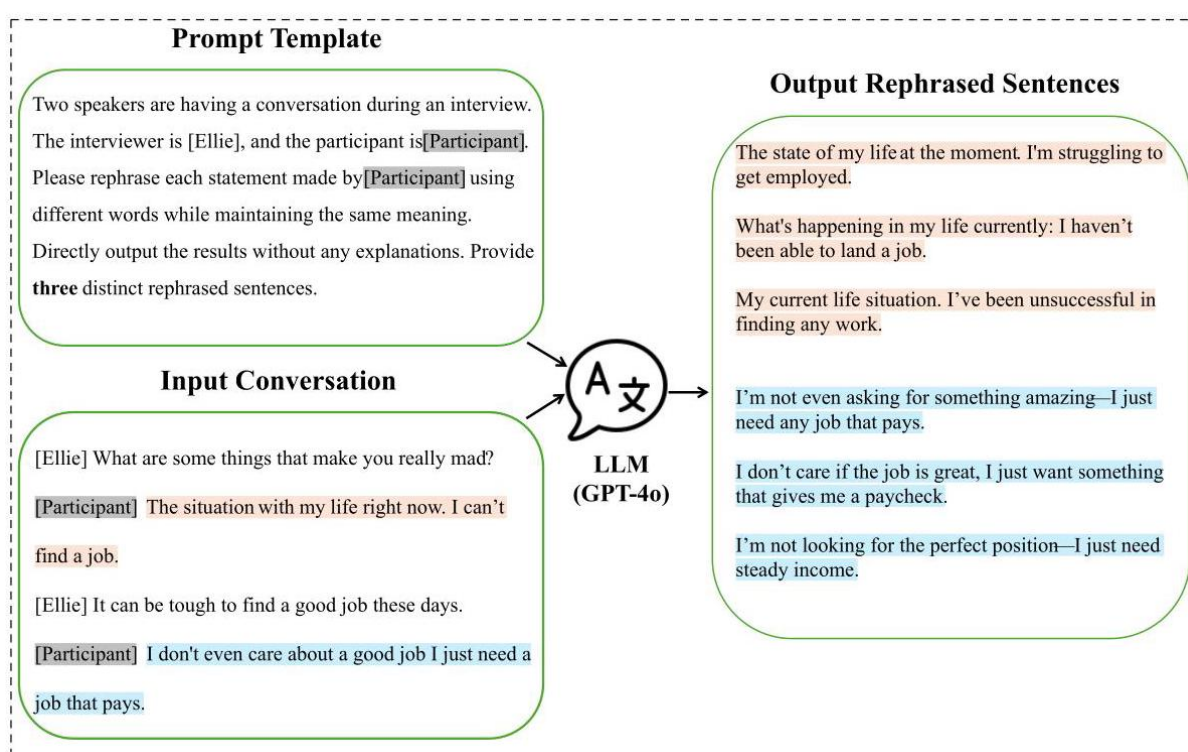 Prompt Template
Two speakers are having a conversation during an interview.
The interviewer is [Ellie], and the participant is[Participant].
Please rephrase each statement made by[Participant] using
different words while maintaining the same meaning.
Directly output the results without any explanations. Provide
three distinct rephrased sentences.
Input Conversation
[Ellie] What are some things that make you really mad?
[Participant] The situation with my life right now. I can’t
find a job.
[Ellie] It can be tough to find a good job these days.
[Participant] I don't even care about a good job I just need a
job that pays.
A 文
LLM
(GPT-4o)
Output Rephrased Sentences
The state of my life at the moment. I'm struggling to
get employed.
What's happening in my life currently: I haven’t
been able to land a job.
My current life situation. I’ve been unsuccessful in
finding any work.
I’m not even asking for something amazing—I just
need any job that pays.
I don’t care if the job is great, I just want something
that gives me a paycheck.
I’m not looking for the perfect position—I just need
steady income.